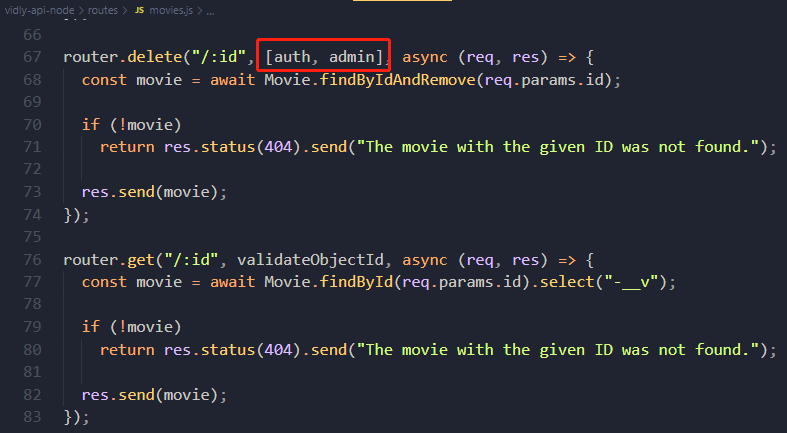 vidly-api-node > routes > JS movies.js > ...
66
67 router.delete("/:id", [auth, admin], async (req, res) => {
68   const movie = await Movie.findByIdAndRemove(req.params.id);
69
70   if (!movie)
71     return res.status(404).send("The movie with the given ID was not found.");
72
73   res.send(movie);
74 });
75
76 router.get("/:id", validateObjectId, async (req, res) => {
77   const movie = await Movie.findById(req.params.id).select("-__v");
78
79   if (!movie)
80     return res.status(404).send("The movie with the given ID was not found.");
81
82   res.send(movie);
83 });